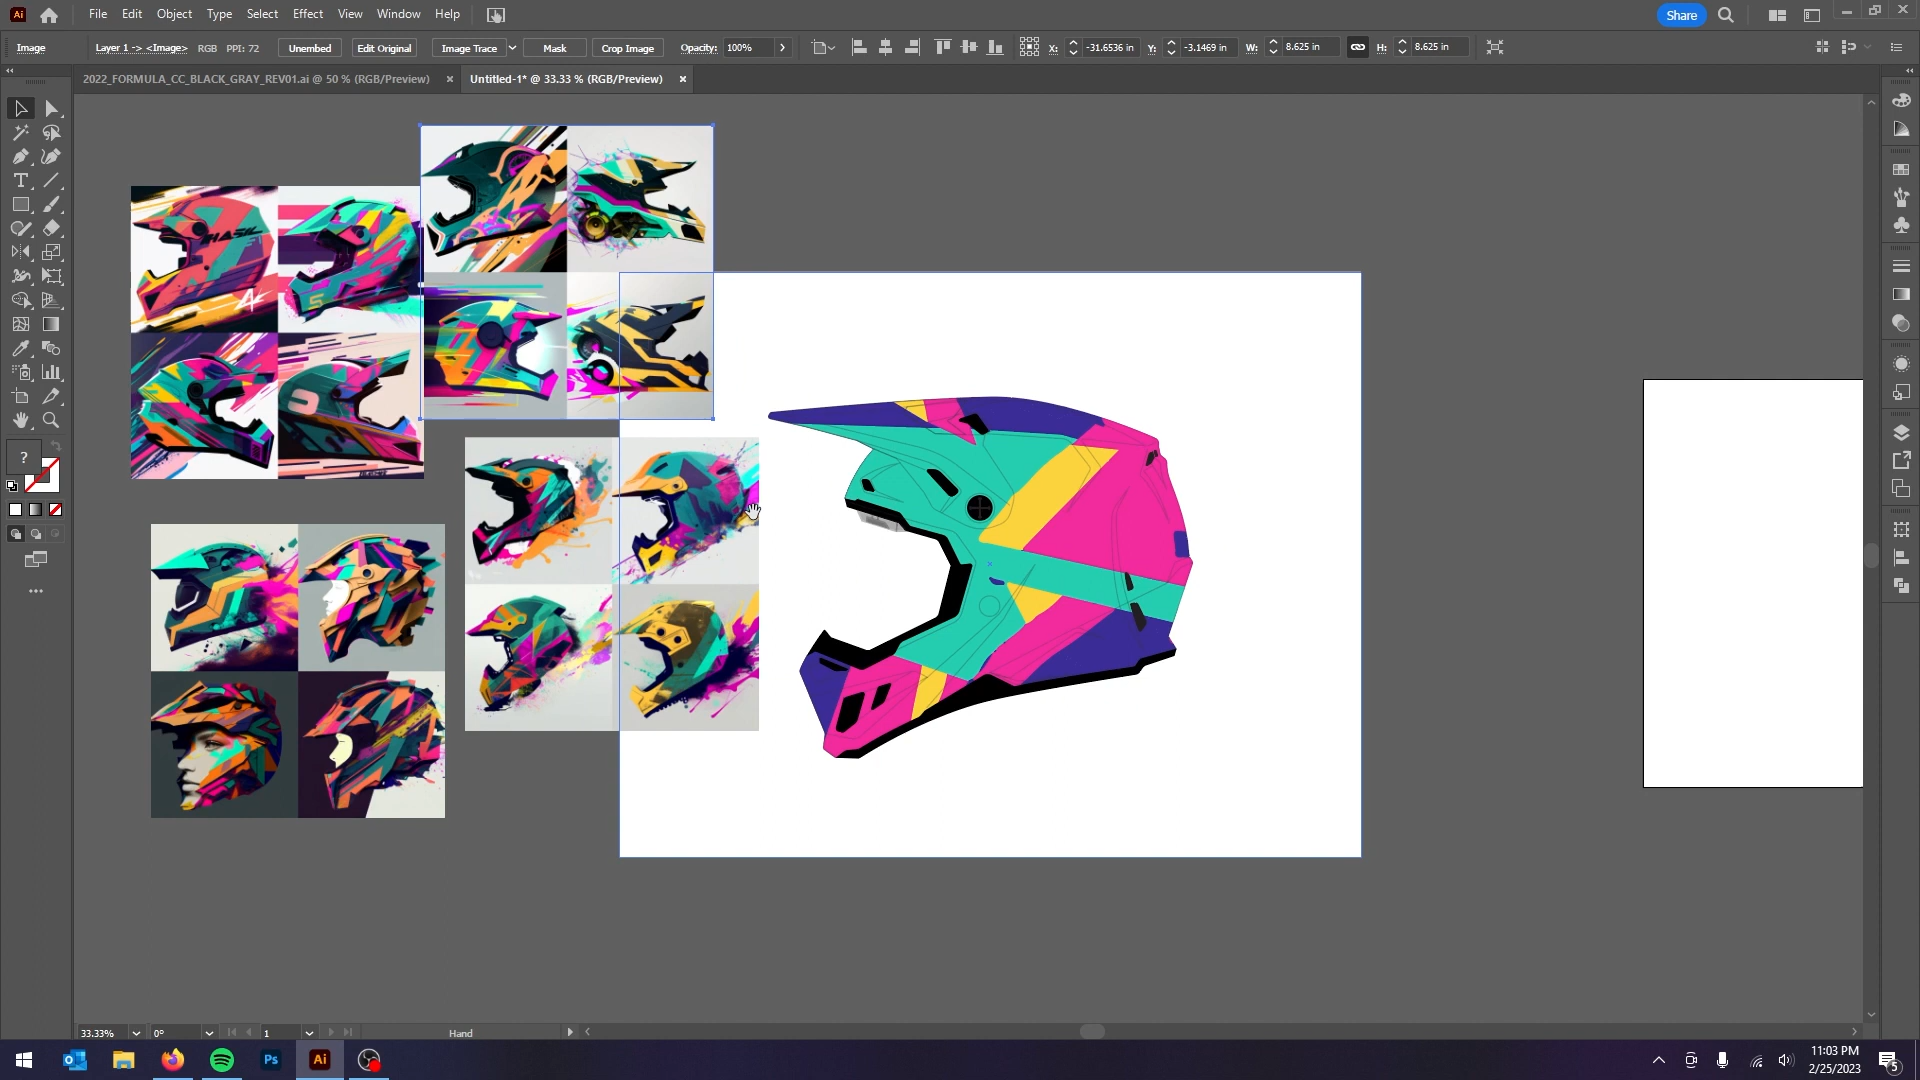 Ai File Edit Object Type Select Effect View Window Help Share
Image Layer 1 -> <Image> RGB PPI: 72 Unembed Edit Original Image Trace Mask Crop Image Opacity: 100% X: -31.6536 in Y: -3.1469 in W: 8.625 in H: 8.625 in
2022_FORMULA_CC_BLACK_GRAY_REV01.ai @ 50 % (RGB/Preview) Untitled-1* @ 33.33 % (RGB/Preview)
?
33.33% 0° 1 Hand
Ps Ai 11:03 PM
2/25/2023 5